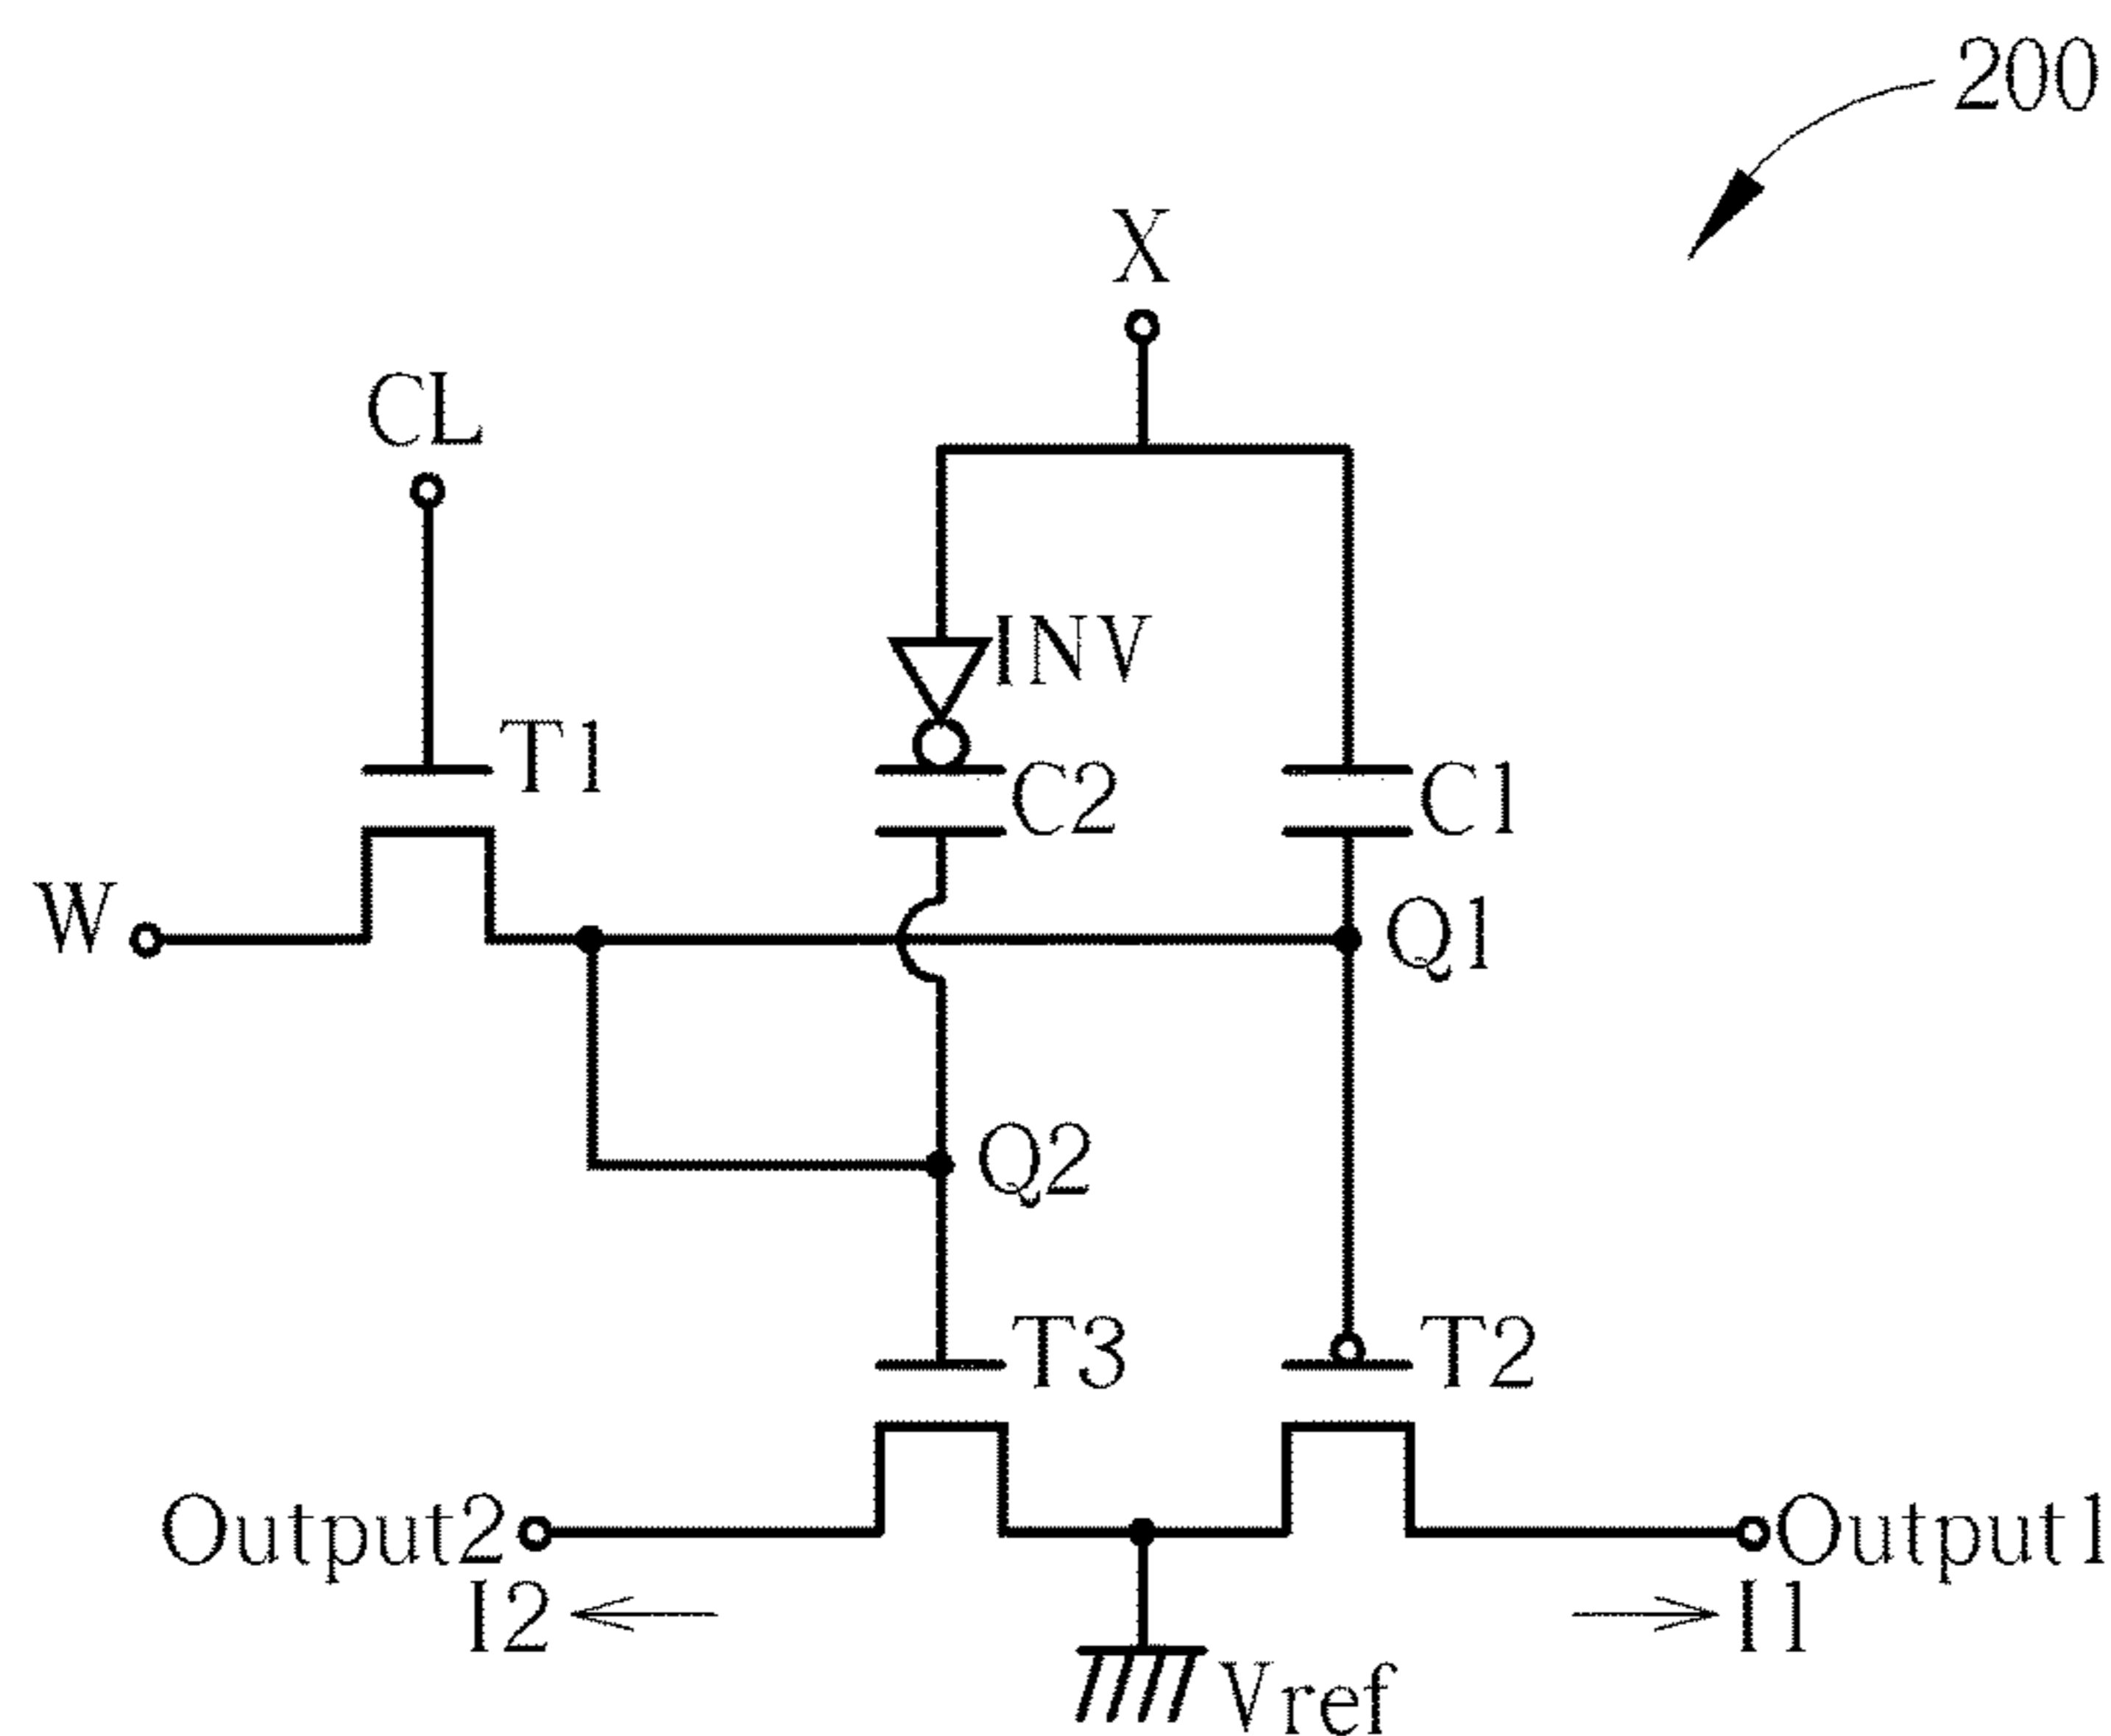 200
X
CL
INV
T1
C2
C1
W
Q1
Q2
T3
T2
Output2
Output1
I2
I1
Vref